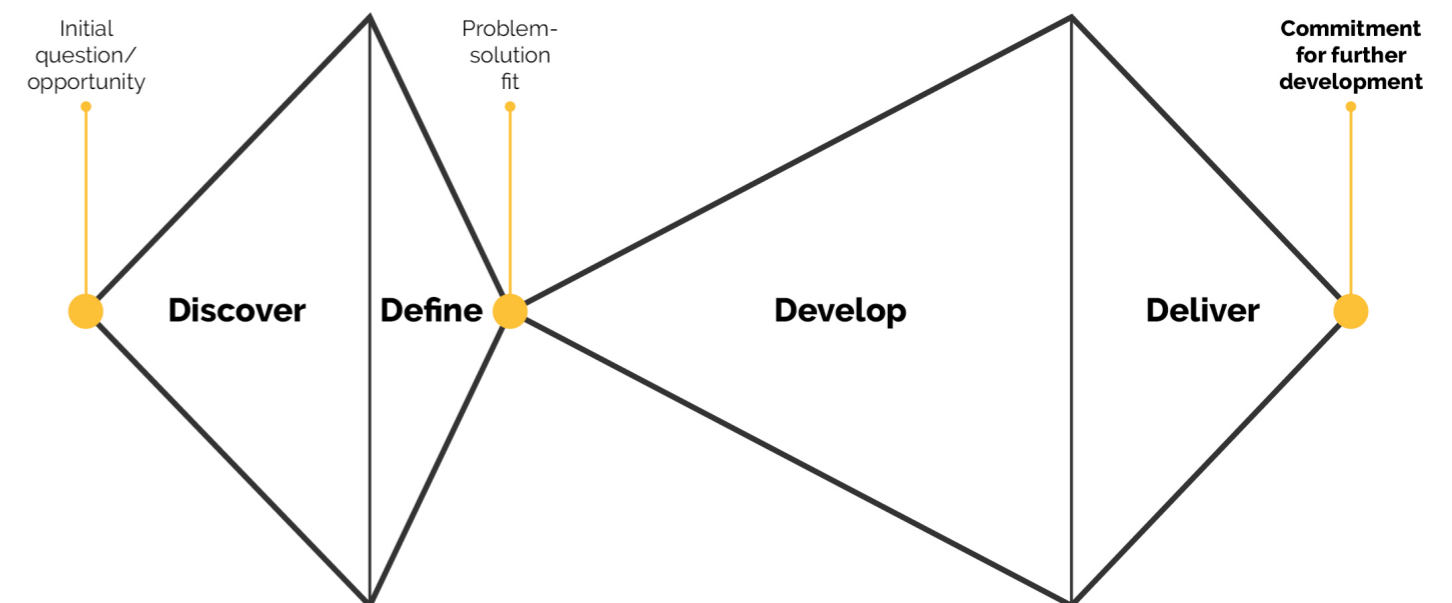 Initial
question/
opportunity
Problem-
solution
fit
Commitment
for further
development
Discover
Define
Develop
Deliver